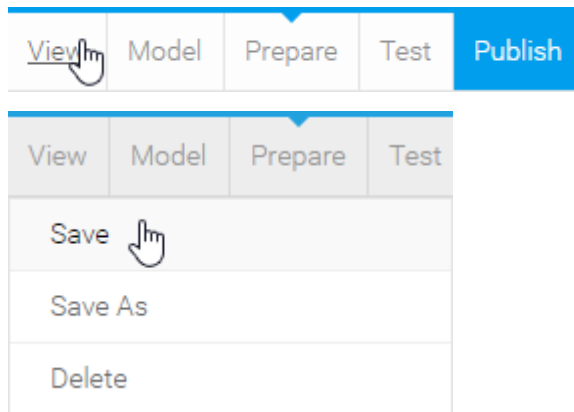 View Model Prepare Test Publish
View Model Prepare Test
Save
Save As
Delete